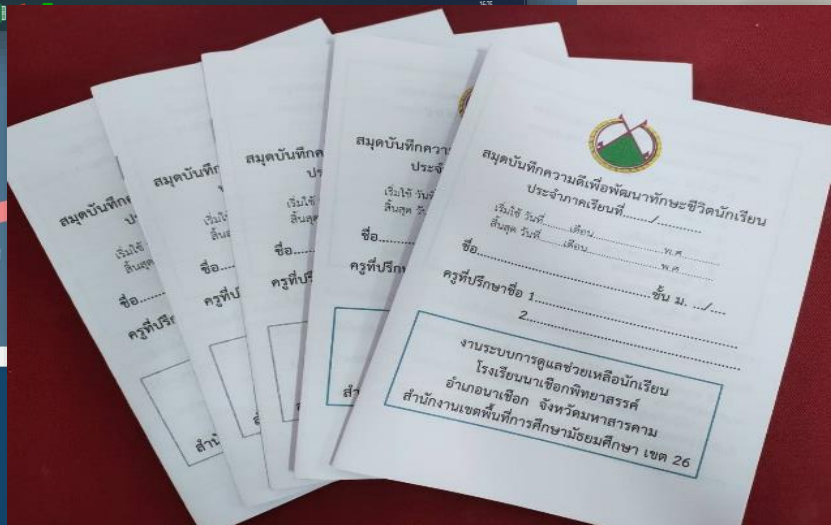 สมุดบันทึกความดีเพื่อพัฒนาทักษะชีวิตนักเรียน
ประจำภาคเรียนที่......../............
เริ่มใช้ วันที่........เดือน........................พ.ศ............
สิ้นสุด วันที่........เดือน........................พ.ศ............
ชื่อ................................................ชั้น ม. .../....
ครูที่ปรึกษาชื่อ 1....................................................
2....................................................
งานระบบการดูแลช่วยเหลือนักเรียน
โรงเรียนนาเชือกพิทยาสรรค์
อำเภอนาเชือก จังหวัดมหาสารคาม
สำนักงานเขตพื้นที่การศึกษามัธยมศึกษา เขต 26